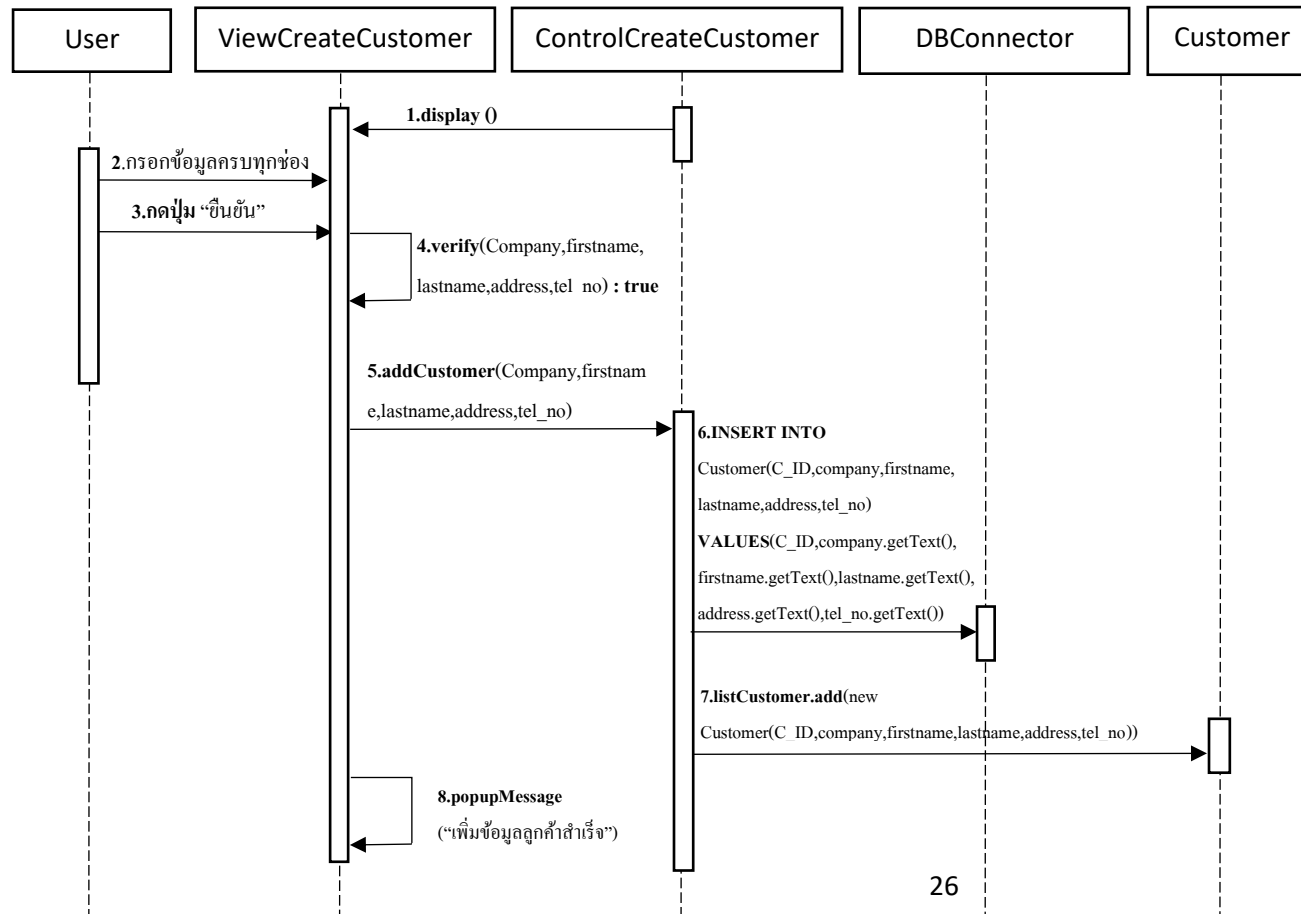 User
ViewCreateCustomer
ControlCreateCustomer
DBConnector
Customer
1.display ()
2.กรอกข้อมูลครบทุกช่อง
3.กดปุ่ม “ยืนยัน”
4.verify(Company,firstname,
lastname,address,tel_no) : true
5.addCustomer(Company,firstnam
e,lastname,address,tel_no)
6.INSERT INTO
Customer(C_ID,company,firstname,
lastname,address,tel_no)
VALUES(C_ID,company.getText(),
firstname.getText(),lastname.getText(),
address.getText(),tel_no.getText())
7.listCustomer.add(new
Customer(C_ID,company,firstname,lastname,address,tel_no))
8.popupMessage
(“เพิ่มข้อมูลลูกค้าสำเร็จ”)
26